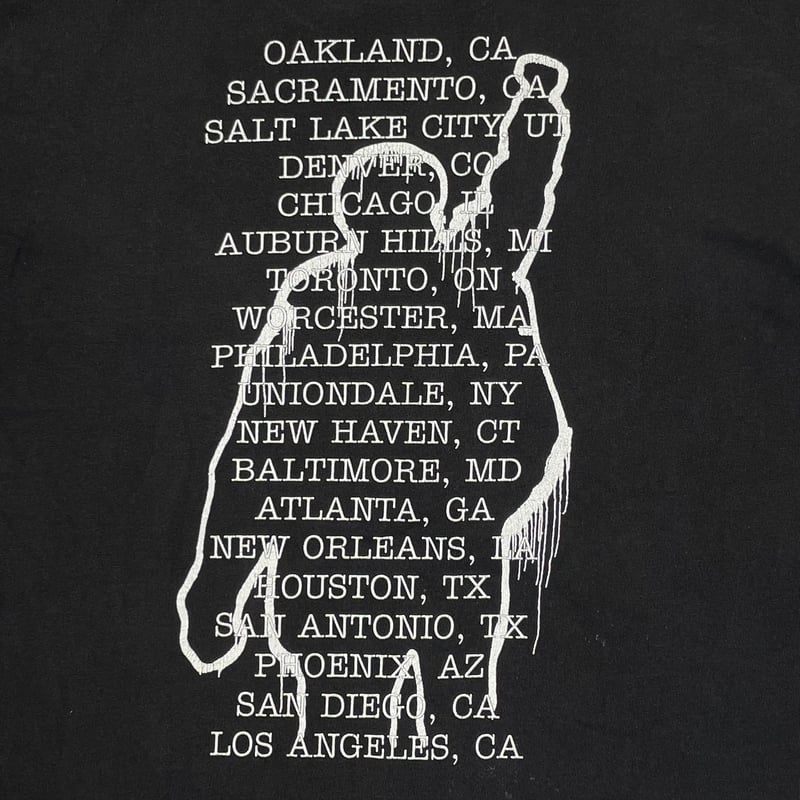 OAKLAND, CA
SACRAMENTO, CA
SALT LAKE CITY, UT
DENVER, CO
CHICAGO, IL
AUBURN HILLS, MI
TORONTO, ON
WORCESTER, MA
PHILADELPHIA, PA
UNIONDALE, NY
NEW HAVEN, CT
BALTIMORE, MD
ATLANTA, GA
NEW ORLEANS, LA
HOUSTON, TX
SAN ANTONIO, TX
PHOENIX, AZ
SAN DIEGO, CA
LOS ANGELES, CA